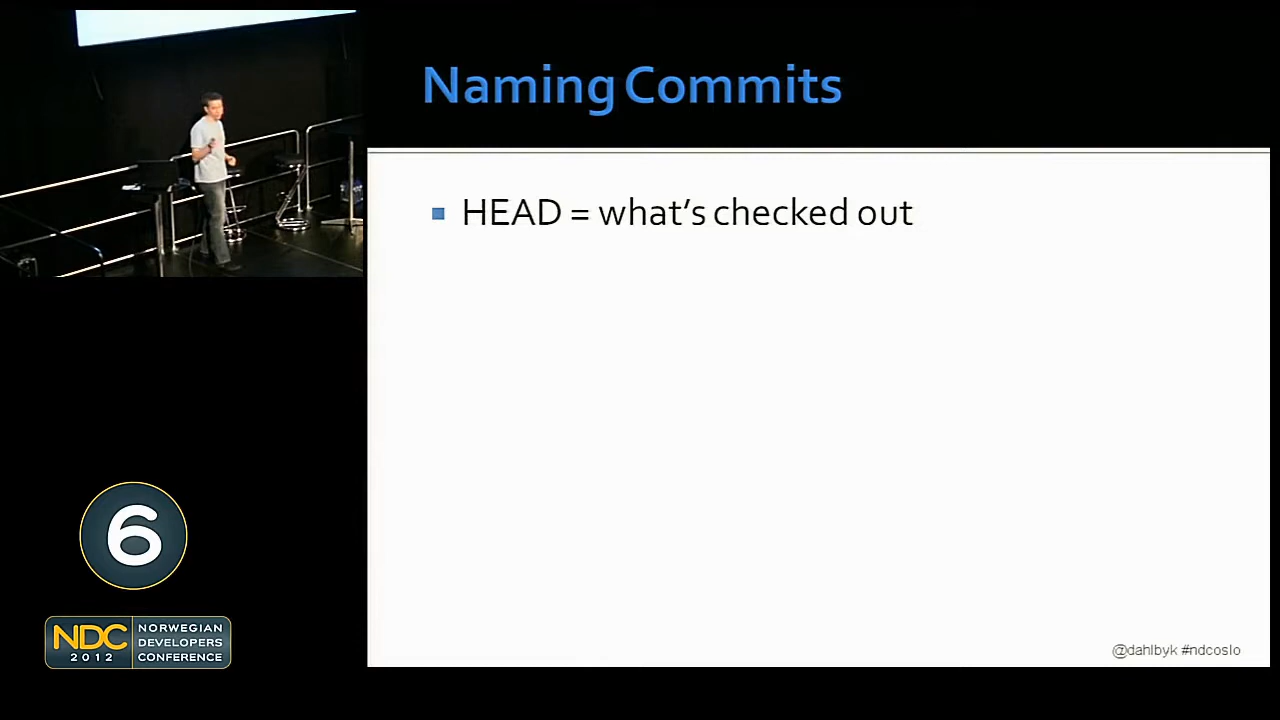 Naming Commits
HEAD = what's checked out
6
NDC
2012
NORWEGIAN
DEVELOPERS
CONFERENCE
@dahlbyk #ndcoslo